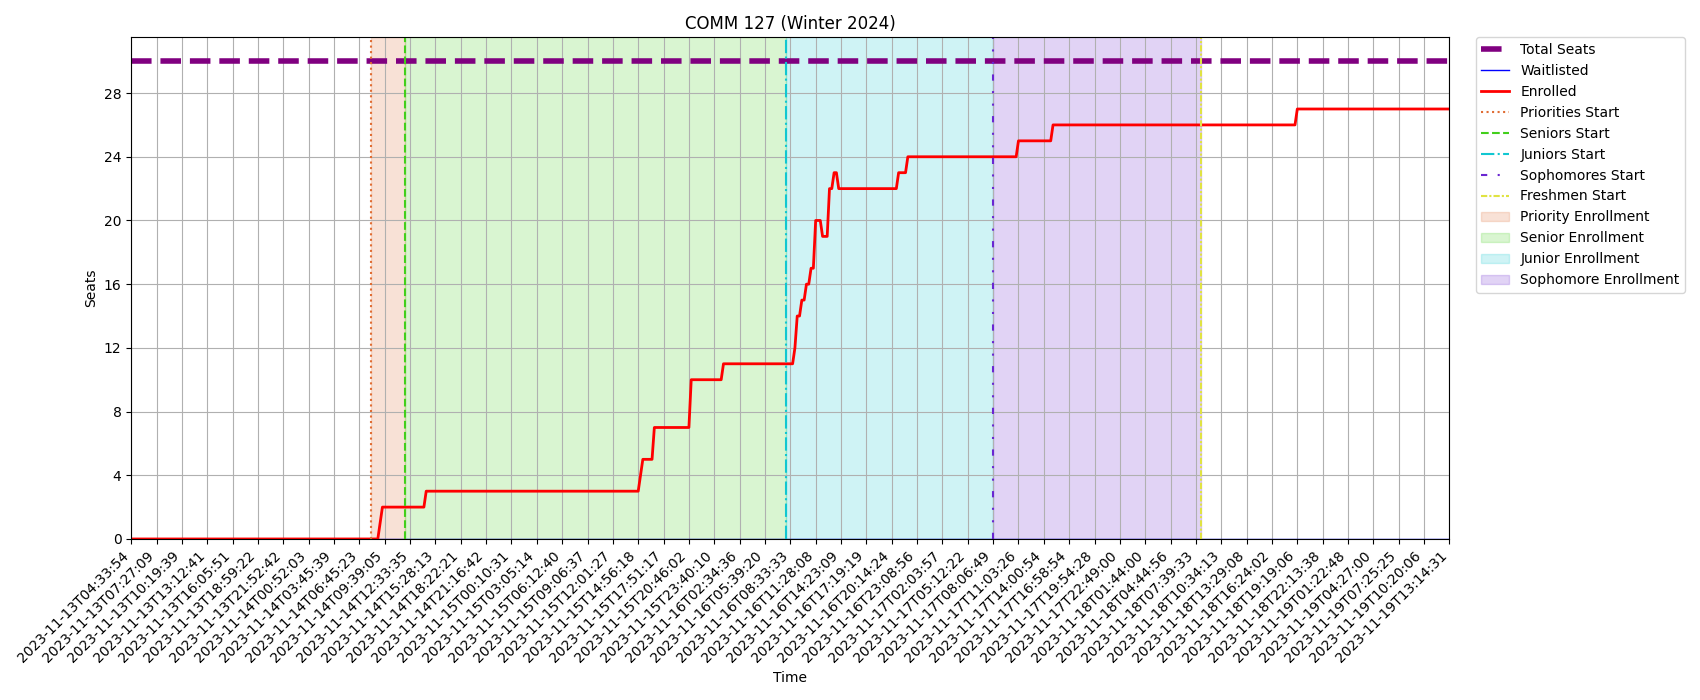 COMM 127 (Winter 2024)
Total Seats
Waitlisted
Enrolled
Priorities Start
Seniors Start
Juniors Start
Sophomores Start
Freshmen Start
Priority Enrollment
Senior Enrollment
Junior Enrollment
Sophomore Enrollment
Seats
28
24
20
16
12
8
4
0
2023-11-13T04:33:54
2023-11-13T07:27:09
2023-11-13T10:19:39
2023-11-13T13:12:41
2023-11-13T16:05:51
2023-11-13T18:59:22
2023-11-13T21:52:42
2023-11-14T00:52:03
2023-11-14T03:45:39
2023-11-14T06:45:23
2023-11-14T09:39:05
2023-11-14T12:33:35
2023-11-14T15:28:13
2023-11-14T18:22:21
2023-11-14T21:16:42
2023-11-15T00:10:31
2023-11-15T03:05:14
2023-11-15T06:12:40
2023-11-15T09:06:37
2023-11-15T12:01:27
2023-11-15T14:56:18
2023-11-15T17:51:17
2023-11-15T20:46:02
2023-11-15T23:40:10
2023-11-16T02:34:36
2023-11-16T05:39:20
2023-11-16T08:33:33
2023-11-16T11:28:08
2023-11-16T14:23:09
2023-11-16T17:19:19
2023-11-16T20:14:24
2023-11-16T23:08:56
2023-11-17T02:03:57
2023-11-17T05:12:22
2023-11-17T08:06:49
2023-11-17T11:03:26
2023-11-17T14:00:54
2023-11-17T16:58:54
2023-11-17T19:54:28
2023-11-17T22:49:00
2023-11-18T01:44:00
2023-11-18T04:44:56
2023-11-18T07:39:33
2023-11-18T10:34:13
2023-11-18T13:29:08
2023-11-18T16:24:02
2023-11-18T19:19:06
2023-11-18T22:13:38
2023-11-19T01:22:48
2023-11-19T04:27:00
2023-11-19T07:25:25
2023-11-19T10:20:06
2023-11-19T13:14:31
Time